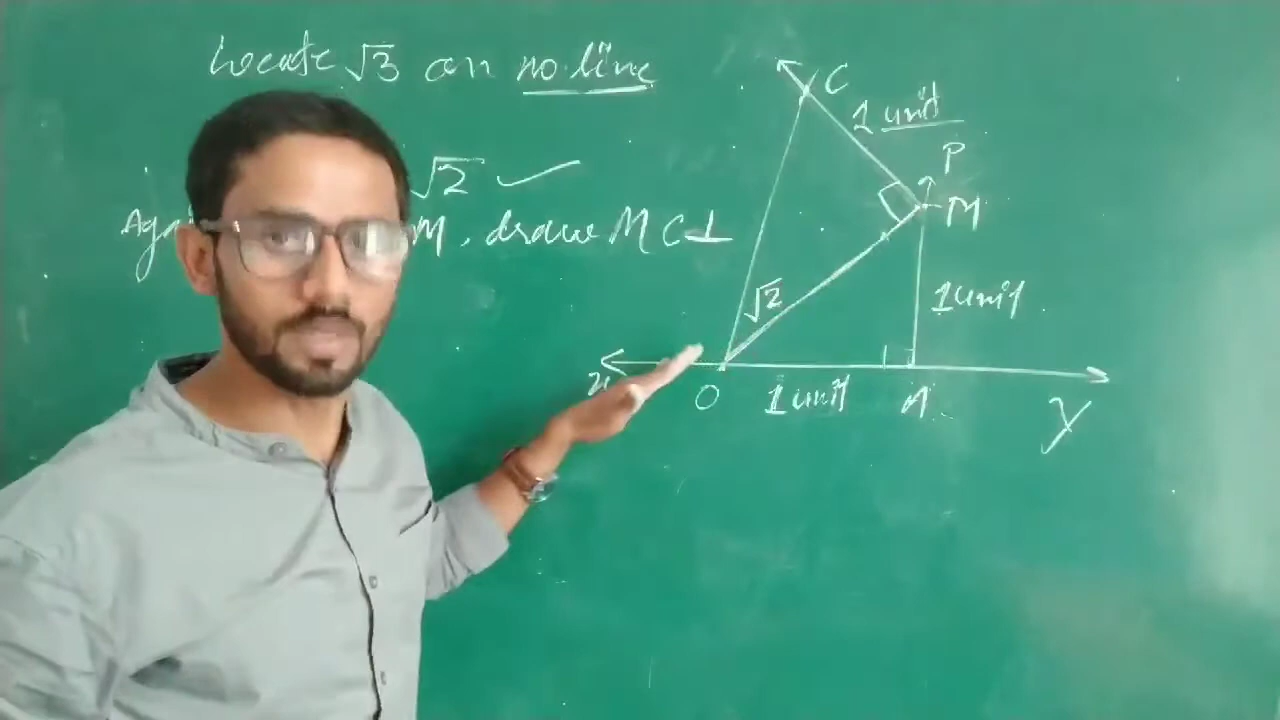 Locate √3 on no. line
√2 ✓
M, draw MC ⊥
C
1 unit
P
M
√2
1 unit
O
1 unit
A
Y